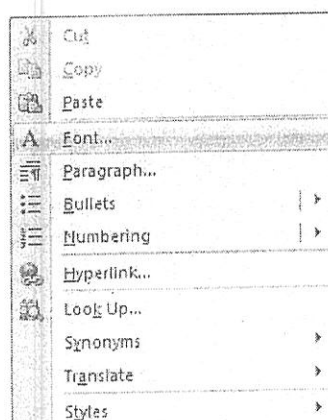 Cut
Copy
Paste
Font...
Paragraph...
Bullets
Numbering
Hyperlink...
Look Up...
Synonyms
Translate
Styles